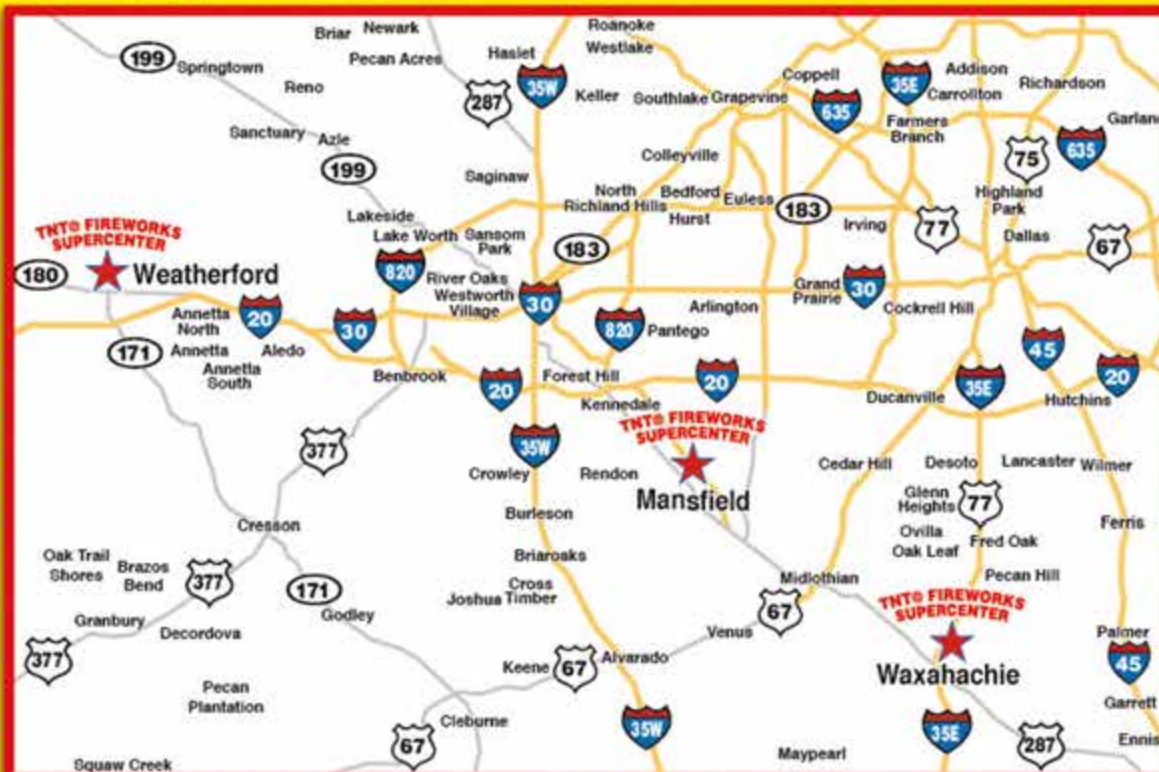 Roanoke
Briar
Newark
Westlake
Haslet
199
Springtown
Pecan Acres
35W
Coppell
35E
Addison
Richardson
Reno
287
Keller
Southlake
Grapevine
635
Carrollton
Farmers
Branch
Garland
Sanctuary
Azle
75
635
199
Colleyville
Saginaw
North
Richland Hills
Bedford
Euless
Hurst
183
Highland
Park
Lakeside
Irving
77
Dallas
67
TNT® FIREWORKS
SUPERCENTER
Lake Worth
Sansom
Park
183
180
Weatherford
820
River Oaks
Westworth
Village
30
Grand
Prairie
30
Cockrell Hill
Arlington
Annetta
North
20
30
820
Pantego
171
Annetta
Aledo
Annetta
South
45
Benbrook
20
Forest Hill
20
35E
20
Kennedale
Ducanville
Hutchins
TNT® FIREWORKS
SUPERCENTER
377
35W
Crowley
Rendon
Mansfield
Cedar Hill
Desoto
Lancaster
Wilmer
Glenn
Heights
77
Burleson
Cresson
Ovilla
Oak Leaf
Fred Oak
Ferris
Oak Trail
Shores
Brazos
Bend
377
171
Briaroaks
Cross
Timber
Joshua
Midlothian
Pecan Hill
TNT® FIREWORKS
SUPERCENTER
Granbury
Decordova
Godley
67
Venus
Palmer
377
Keene
67
Alvarado
Waxahachie
45
Pecan
Plantation
Garrett
Cleburne
67
35W
35E
287
Ennis
Squaw Creek
Maypearl